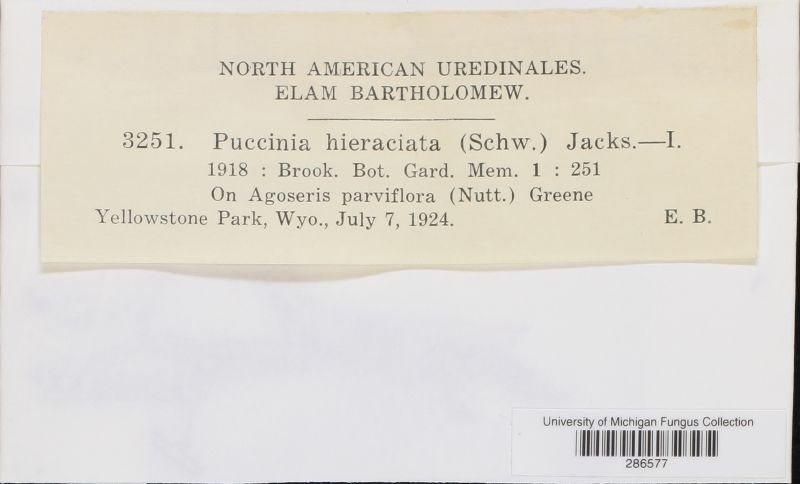 NORTH AMERICAN UREDINALES.
ELAM BARTHOLOMEW.
3251. Puccinia hieraciata (Schw.) Jacks.—I.
1918 : Brook. Bot. Gard. Mem. 1 : 251
On Agoseris parviflora (Nutt.) Greene
Yellowstone Park, Wyo., July 7, 1924. E. B.
University of Michigan Fungus Collection
286577